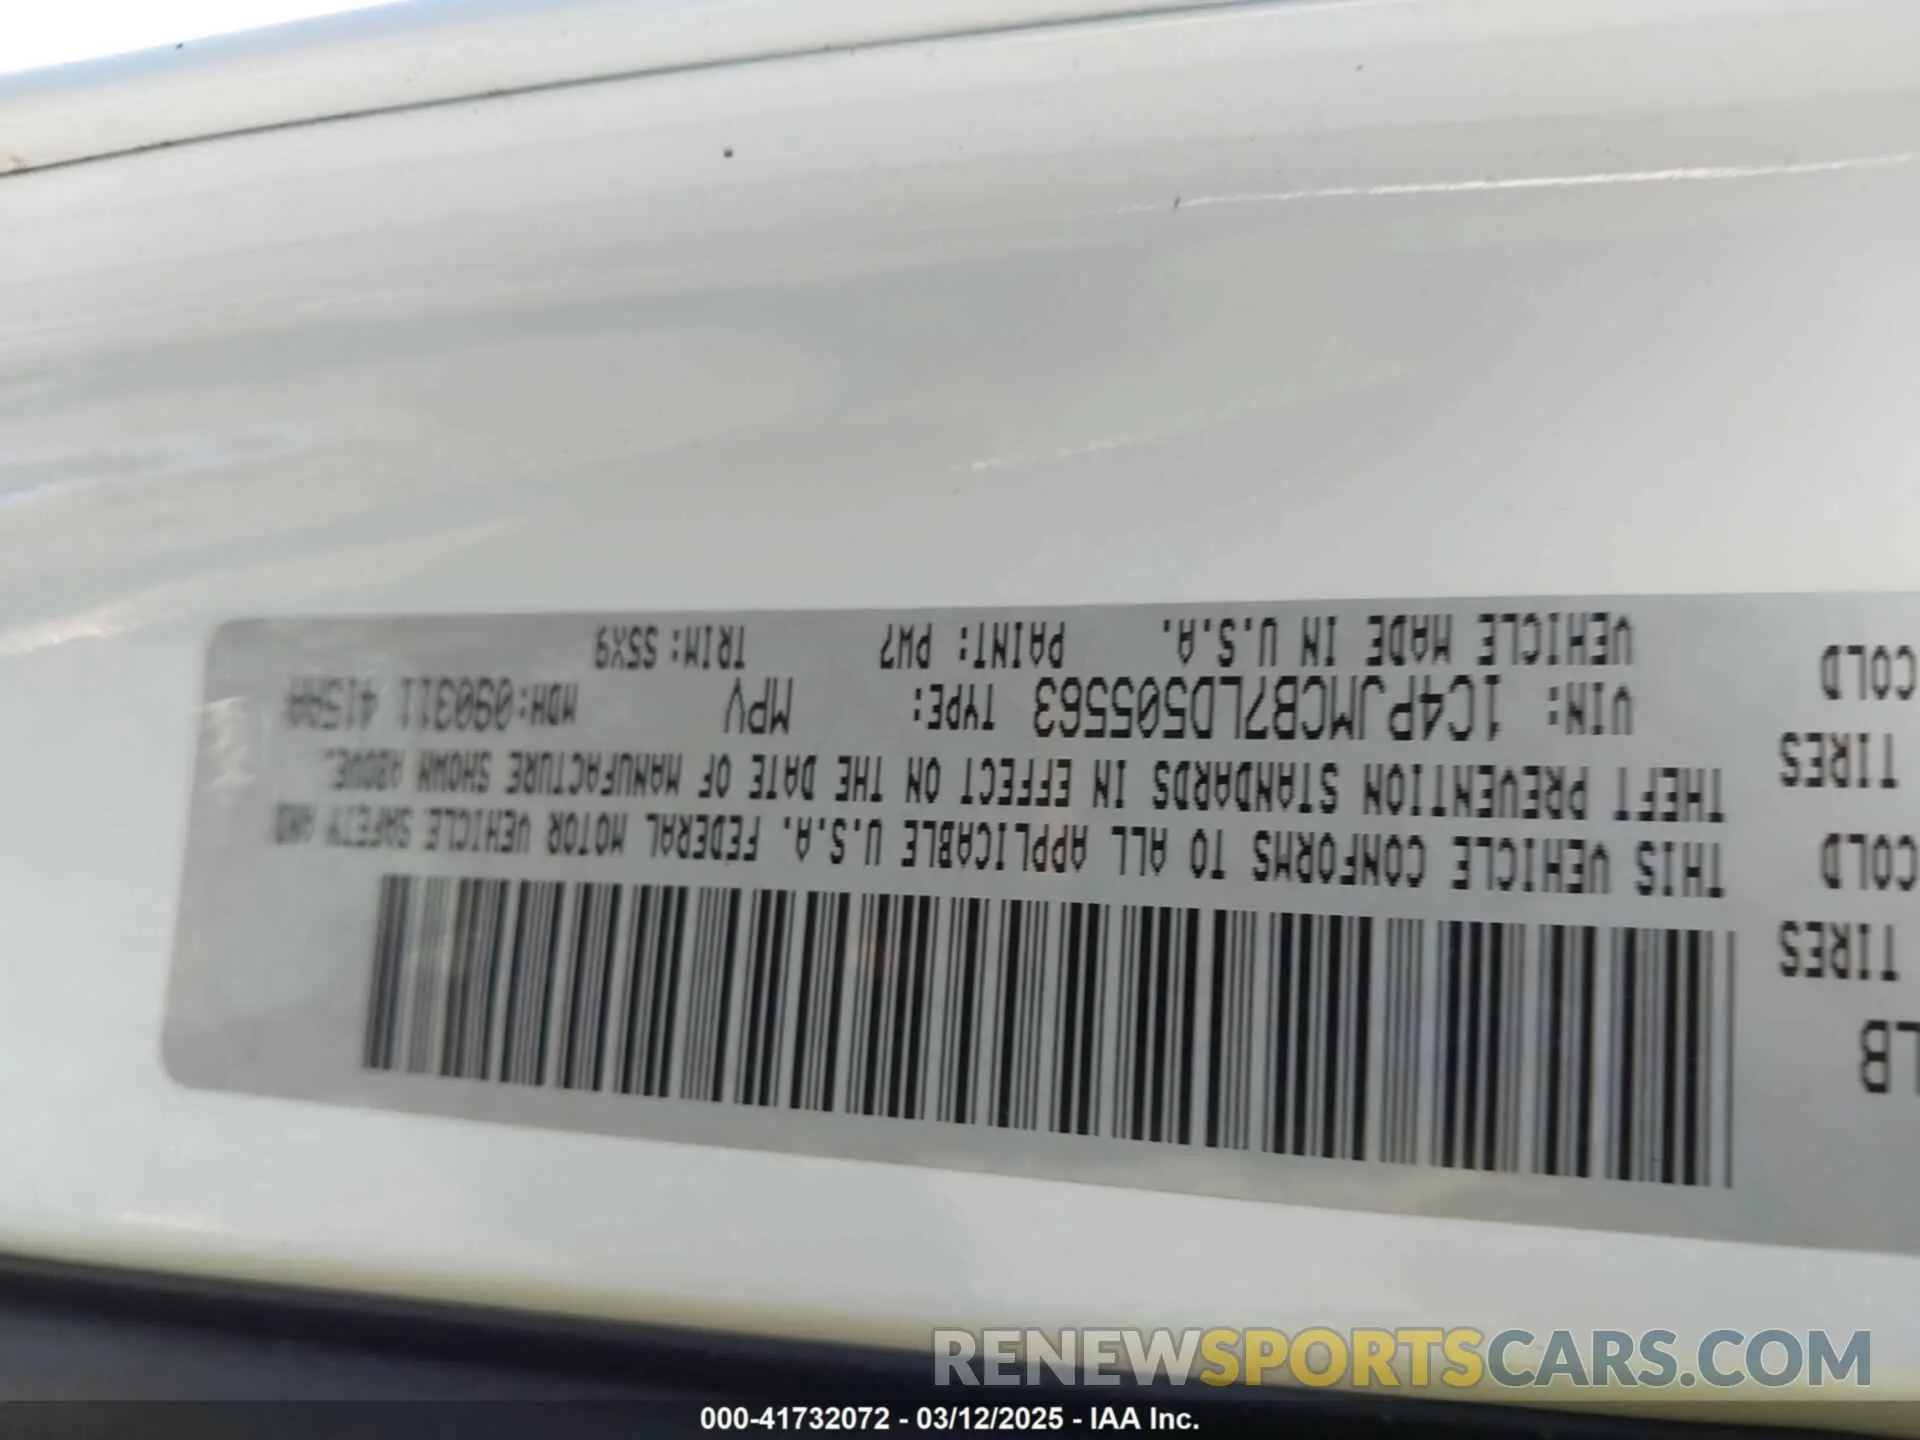 THIS VEHICLE CONFORMS TO ALL APPLICABLE U.S.A. FEDERAL MOTOR VEHICLE SAFETY AND
THEFT PREVENTION STANDARDS IN EFFECT ON THE DATE OF MANUFACTURE SHOWN ABOVE.
VIN: 1C4PJMCB7LD505563 TYPE: MPV MDH:090311 415AA
VEHICLE MADE IN U.S.A. PAINT: PW7 TRIM: S5X9
LB
TIRES
COLD
TIRES
COLD
RENEWSPORTSCARS.COM
000-41732072 - 03/12/2025 - IAA Inc.